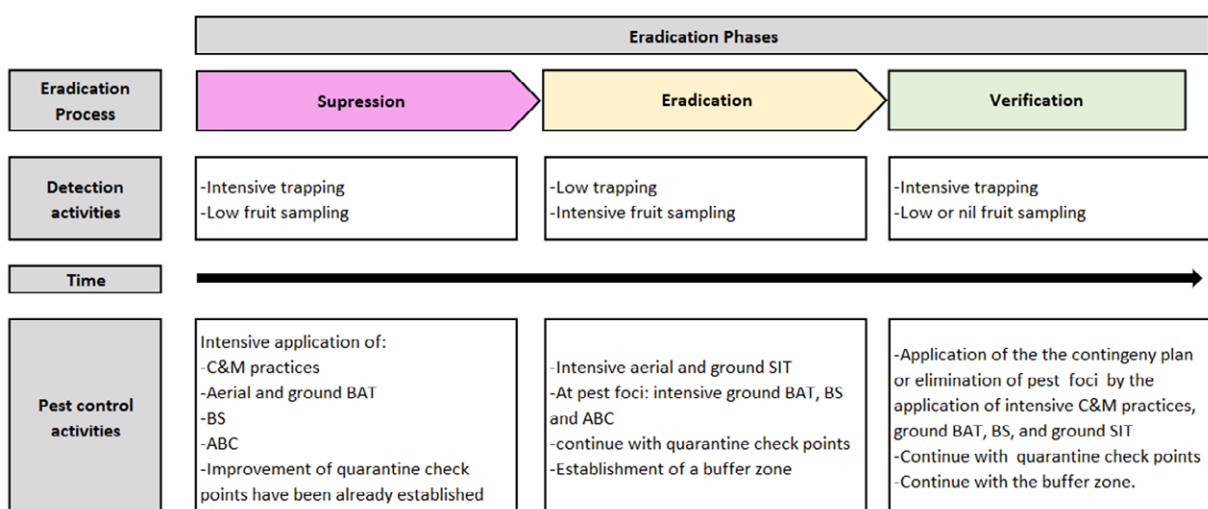 Eradication Phases
Eradication
Process
Supression
Eradication
Verification
Detection
activities
-Intensive trapping
-Low fruit sampling
-Low trapping
-Intensive fruit sampling
-Intensive trapping
-Low or nil fruit sampling
Time
Pest control
activities
Intensive application of:
-C&M practices
-Aerial and ground BAT
-BS
-ABC
-Improvement of quarantine check
points have been already established
-Intensive aerial and ground SIT
-At pest foci: intensive ground BAT, BS
and ABC
-continue with quarantine check points
-Establishment of a buffer zone
-Application of the the contingeny plan
or elimination of pest foci by the
application of intensive C&M practices,
ground BAT, BS, and ground SIT
-Continue with quarantine check points
-Continue with the buffer zone.